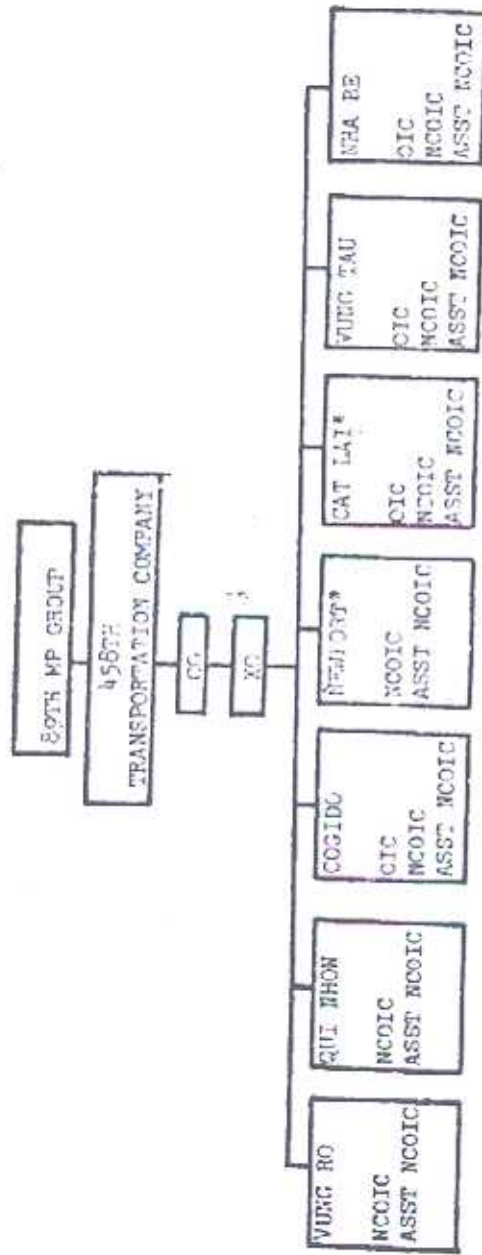 89TH MP GROUP
458TH
TRANSPORTATION COMPANY
CO
XO
VUNG RO
NCOIC
ASST NCOIC
QUI NHON
NCOIC
ASST NCOIC
COGIDO
OIC
NCOIC
ASST NCOIC
NEWPORT*
NCOIC
ASST NCOIC
CAT LAI*
OIC
NCOIC
ASST NCOIC
VUNG TAU
OIC
NCOIC
ASST NCOIC
NHA BE
OIC
NCOIC
ASST NCOIC